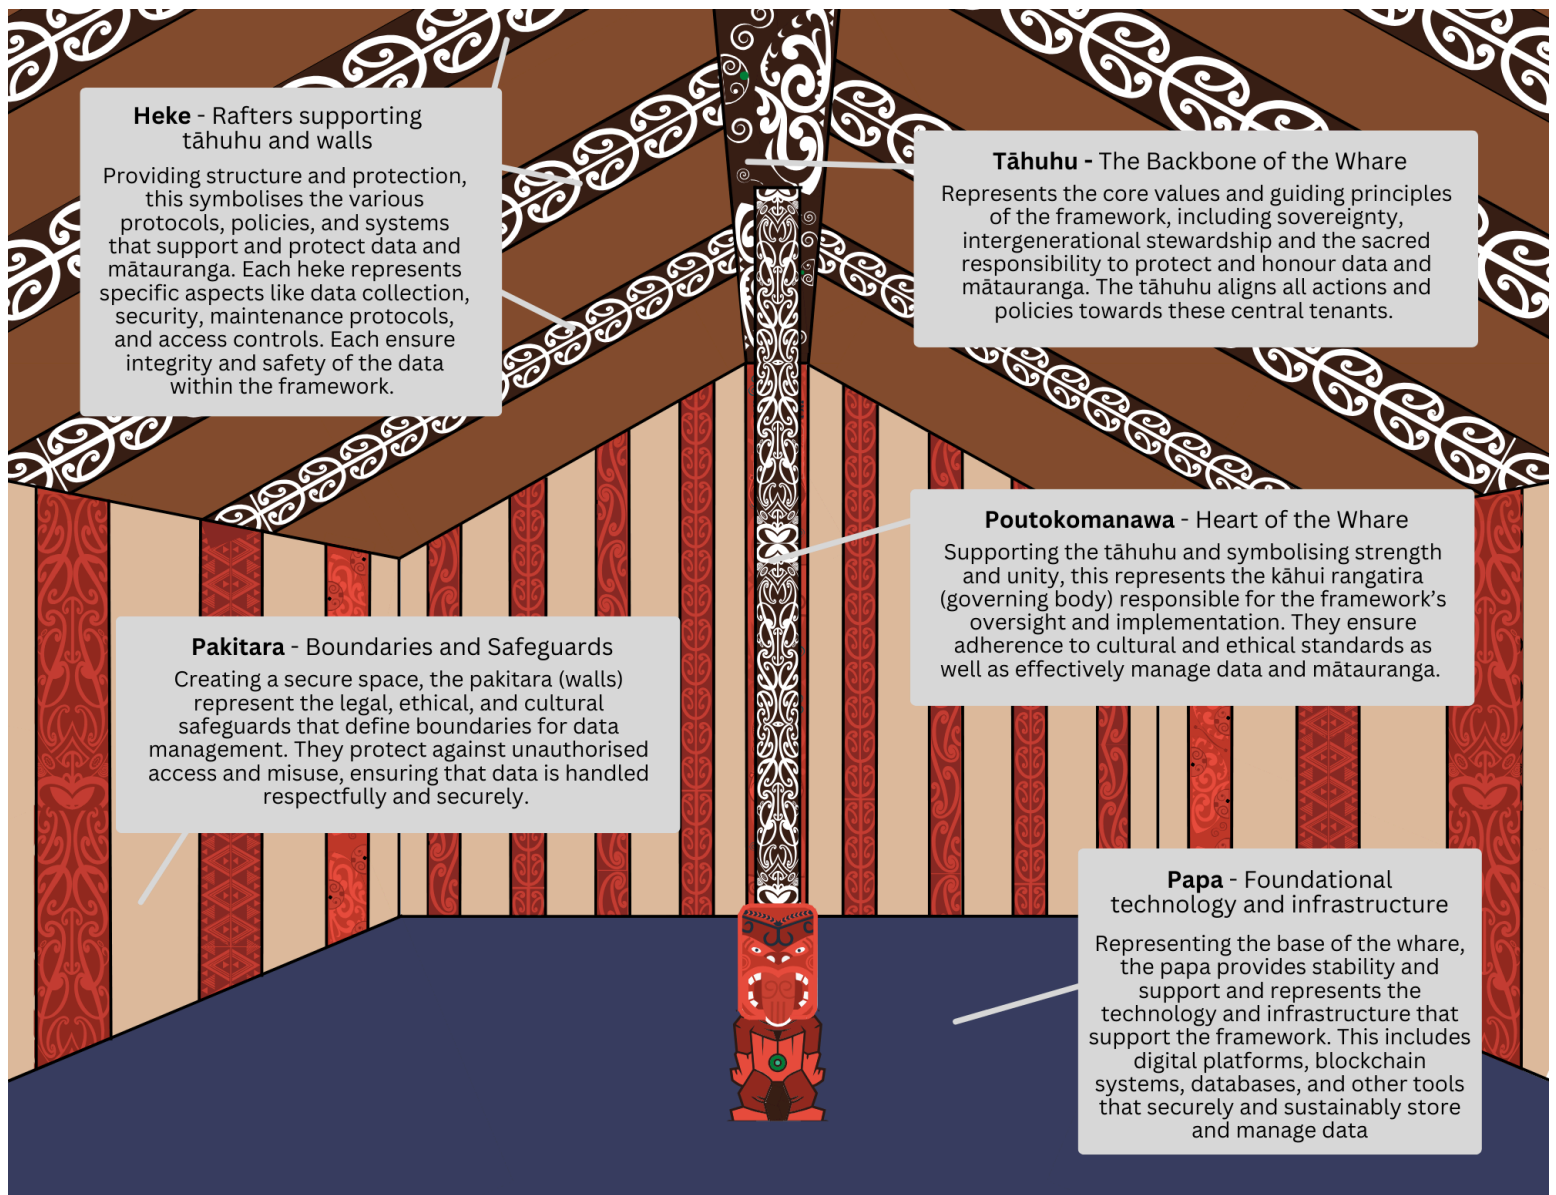 Heke - Rafters supporting
tāhuhu and walls
Providing structure and protection,
this symbolises the various
protocols, policies, and systems
that support and protect data and
mātauranga. Each heke represents
specific aspects like data collection,
security, maintenance protocols,
and access controls. Each ensure
integrity and safety of the data
within the framework.
Tāhuhu - The Backbone of the Whare
Represents the core values and guiding principles
of the framework, including sovereignty,
intergenerational stewardship and the sacred
responsibility to protect and honour data and
mātauranga. The tāhuhu aligns all actions and
policies towards these central tenants.
Poutokomanawa - Heart of the Whare
Supporting the tāhuhu and symbolising strength
and unity, this represents the kāhui rangatira
(governing body) responsible for the framework’s
oversight and implementation. They ensure
adherence to cultural and ethical standards as
well as effectively manage data and mātauranga.
Pakitara - Boundaries and Safeguards
Creating a secure space, the pakitara (walls)
represent the legal, ethical, and cultural
safeguards that define boundaries for data
management. They protect against unauthorised
access and misuse, ensuring that data is handled
respectfully and securely.
Papa - Foundational
technology and infrastructure
Representing the base of the whare,
the papa provides stability and
support and represents the
technology and infrastructure that
support the framework. This includes
digital platforms, blockchain
systems, databases, and other tools
that securely and sustainably store
and manage data